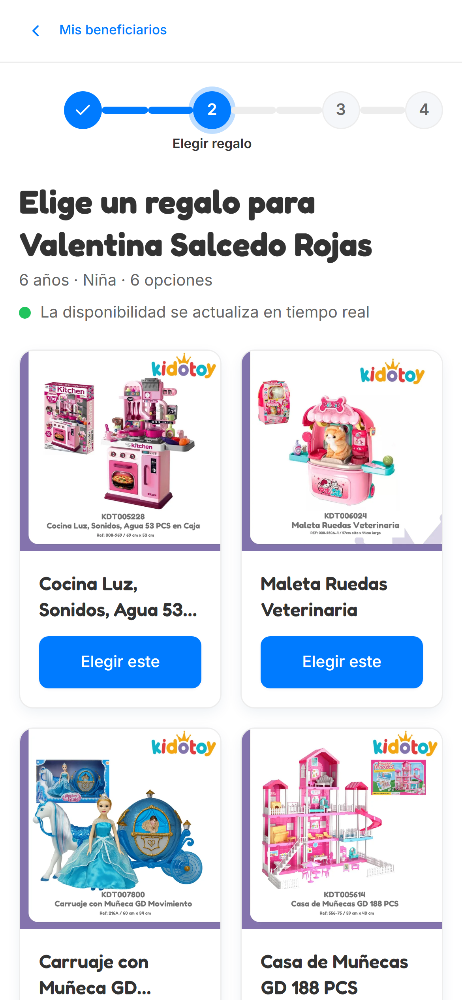 Mis beneficiarios
2
3
4
Elegir regalo
Elige un regalo para
Valentina Salcedo Rojas
6 años · Niña · 6 opciones
La disponibilidad se actualiza en tiempo real
kidotoy
Kitchen
Chef
the kitchen
KDT005228
Cocina Luz, Sonidos, Agua 53 PCS en Caja
Ref: 008-969 / 69 cm x 53 cm
kidotoy
Pet Set
Pet Set
KDT006024
Maleta Ruedas Veterinaria
REF: 008-980A-4 / 57cm alto x 44cm largo
Cocina Luz,
Sonidos, Agua 53...
Elegir este
Maleta Ruedas
Veterinaria
Elegir este
kidotoy
Illusion
Stale
KDT007800
Carruaje con Muñeca GD Movimiento
Ref: 216A / 60 cm x 34 cm
kidotoy
House
Model's
KDT005614
Casa de Muñecas GD 188 PCS
Ref: 556-75 / 59 cm x 40 cm
Carruaje con
Muñeca GD...
Casa de Muñecas
GD 188 PCS